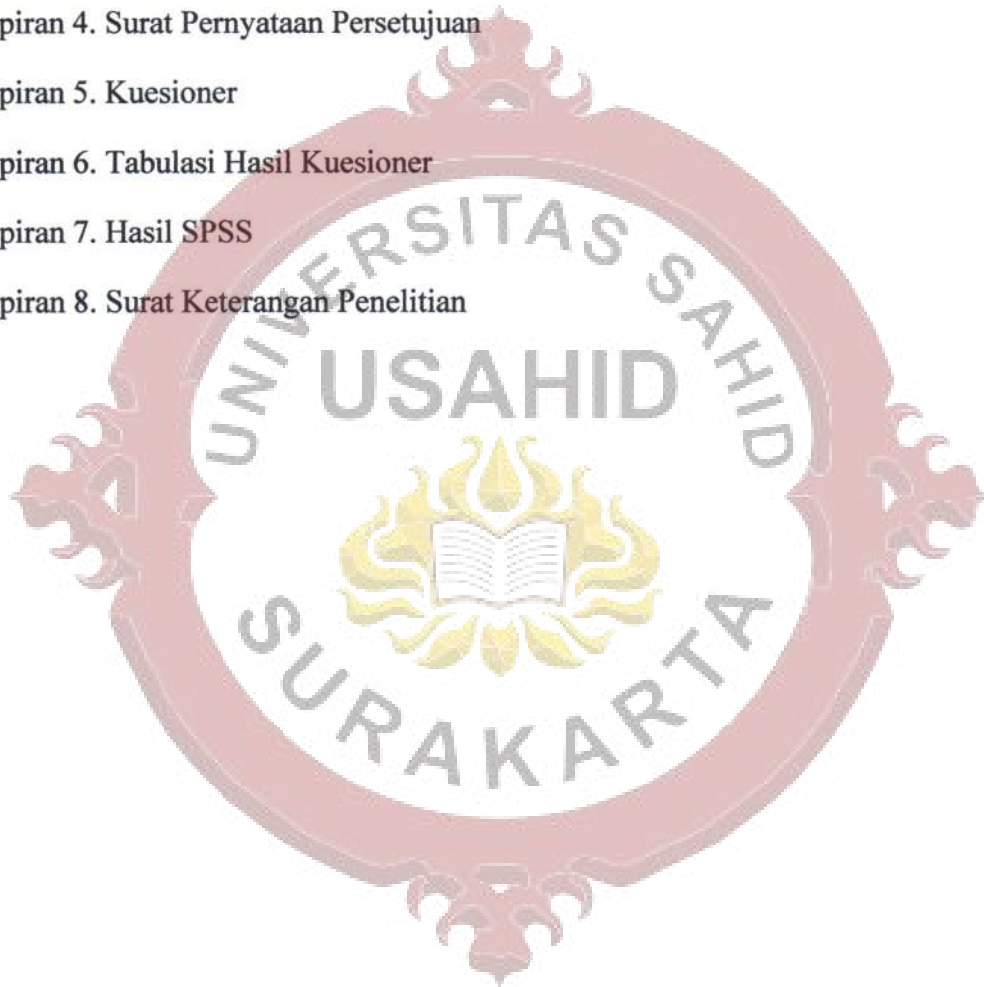 piran 4. Surat Pernyataan Persetujuan
piran 5. Kuesioner
piran 6. Tabulasi Hasil Kuesioner
piran 7. Hasil SPSS
piran 8. Surat Keterangan Penelitian
UNIVERSITAS SAHID
USAHID
SURAKARTA